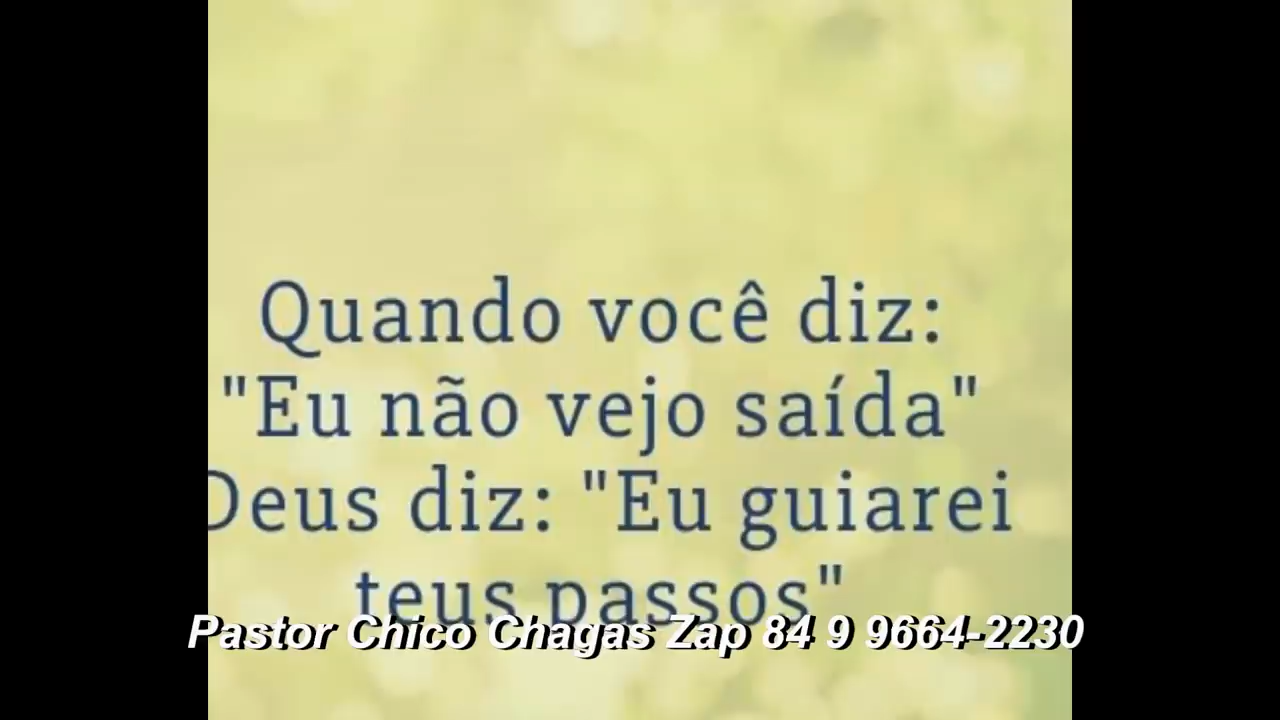 Quando você diz:
"Eu não vejo saída"
Deus diz: "Eu guiarei
teus passos"
Pastor Chico Chagas Zap 84 9 9664-2230